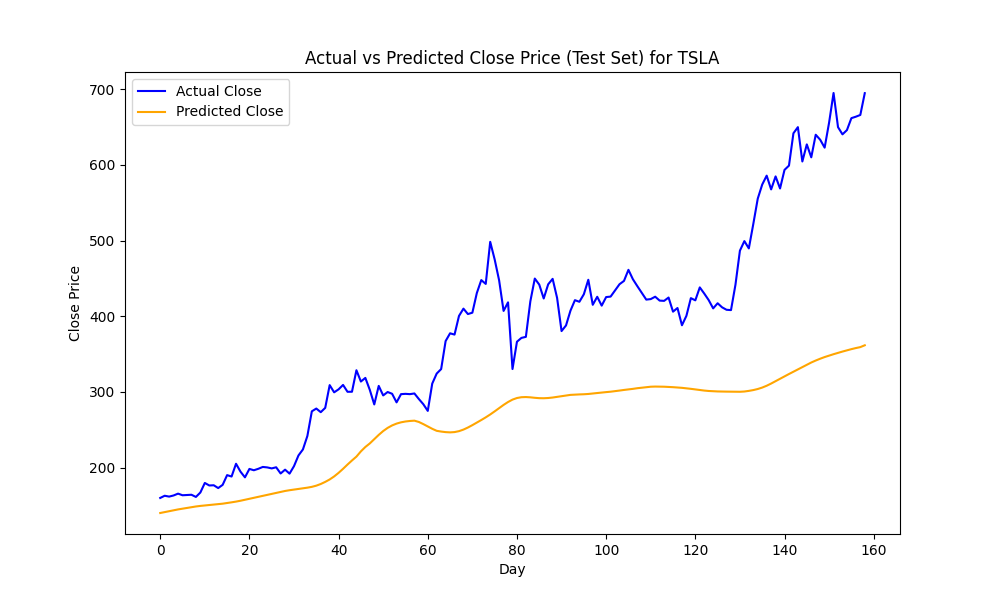 Actual vs Predicted Close Price (Test Set) for TSLA
Actual Close
Predicted Close
700
600
500
400
300
200
Close Price
0 20 40 60 80 100 120 140 160
Day